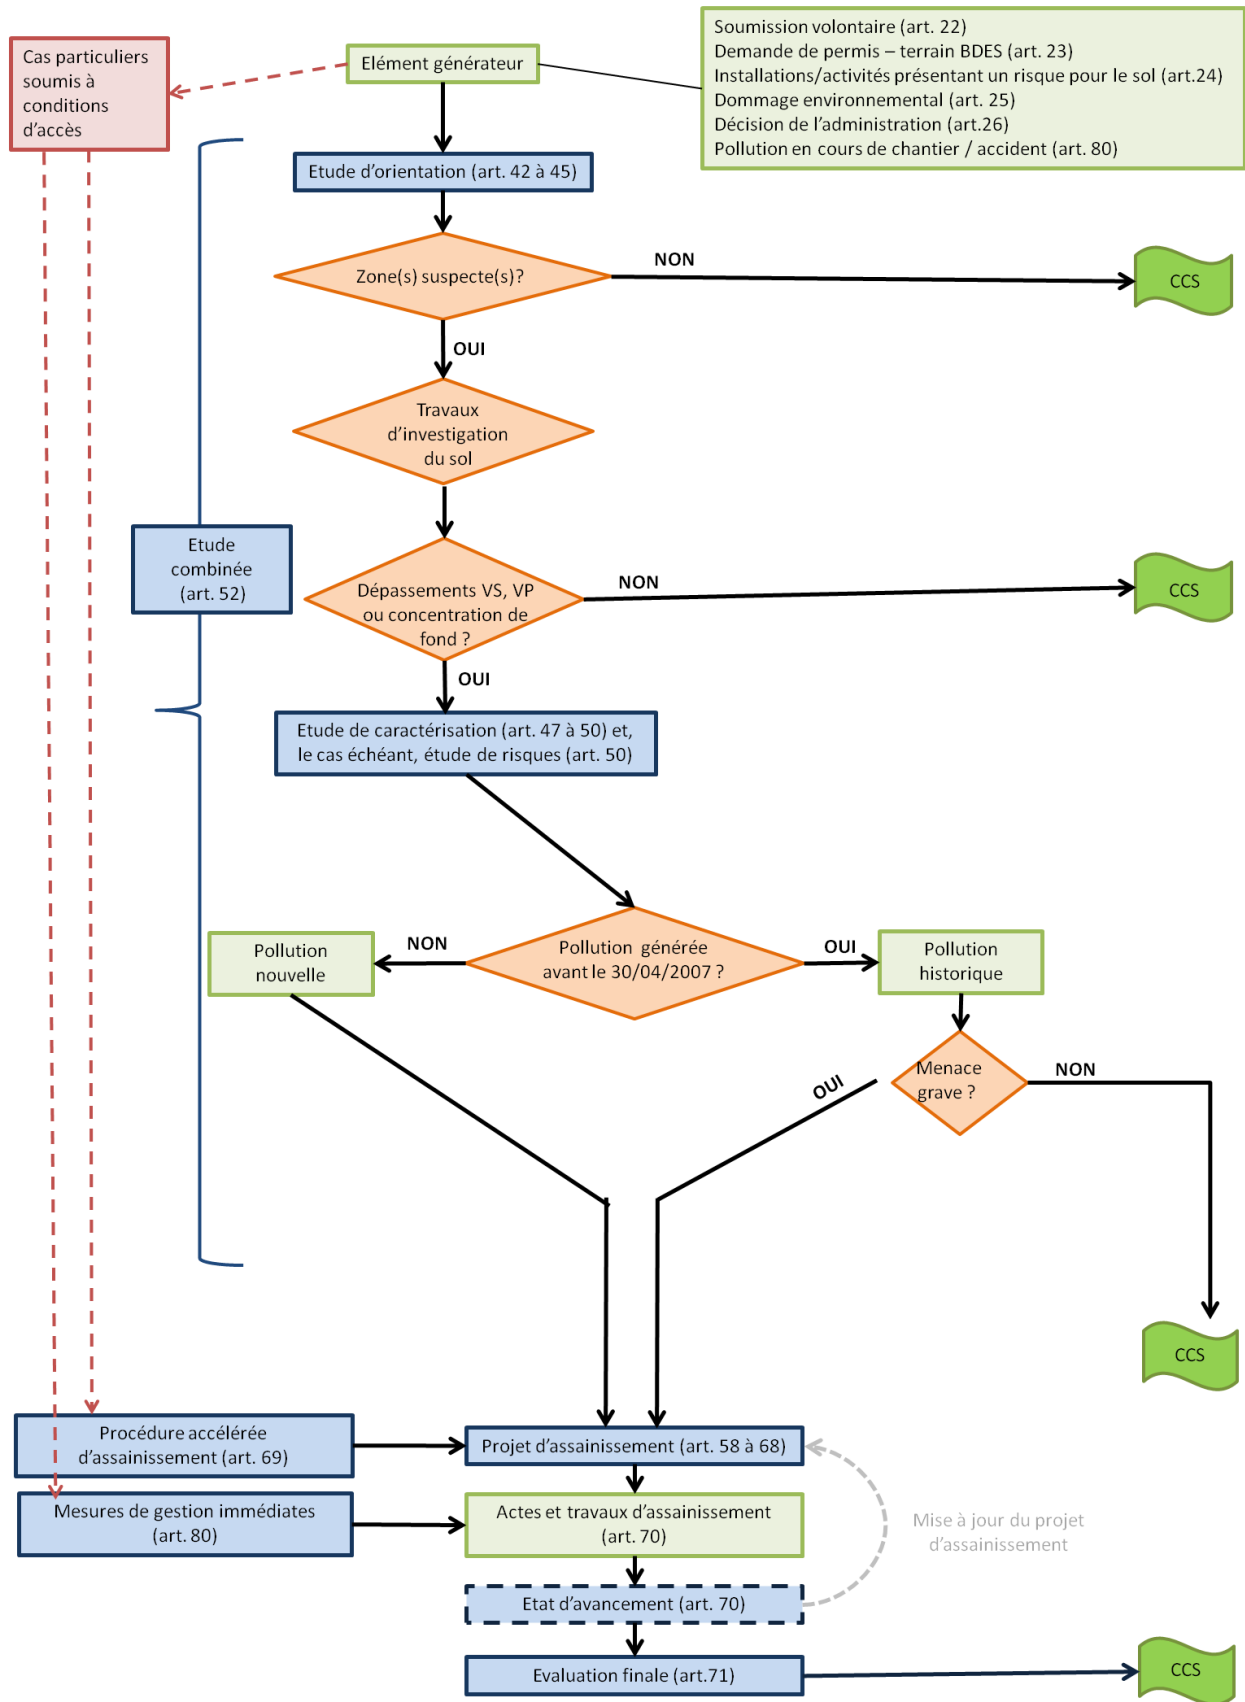 Soumission volontaire (art. 22)
Demande de permis – terrain BDES (art. 23)
Installations/activités présentant un risque pour le sol (art.24)
Dommage environnemental (art. 25)
Décision de l'administration (art.26)
Pollution en cours de chantier / accident (art. 80)
Cas particuliers
soumis à
conditions
d'accès
Elément générateur
Etude d'orientation (art. 42 à 45)
Zone(s) suspecte(s)?
NON
CCS
OUI
Travaux
d'investigation
du sol
Etude
combinée
(art. 52)
Dépassements VS, VP
ou concentration de
fond ?
NON
CCS
OUI
Etude de caractérisation (art. 47 à 50) et,
le cas échéant, étude de risques (art. 50)
Pollution générée
avant le 30/04/2007 ?
NON
Pollution
nouvelle
OUI
Pollution
historique
Menace
grave ?
OUI
NON
CCS
Procédure accélérée
d'assainissement (art. 69)
Projet d'assainissement (art. 58 à 68)
Mesures de gestion immédiates
(art. 80)
Actes et travaux d'assainissement
(art. 70)
Mise à jour du projet
d'assainissement
Etat d'avancement (art. 70)
Evaluation finale (art.71)
CCS